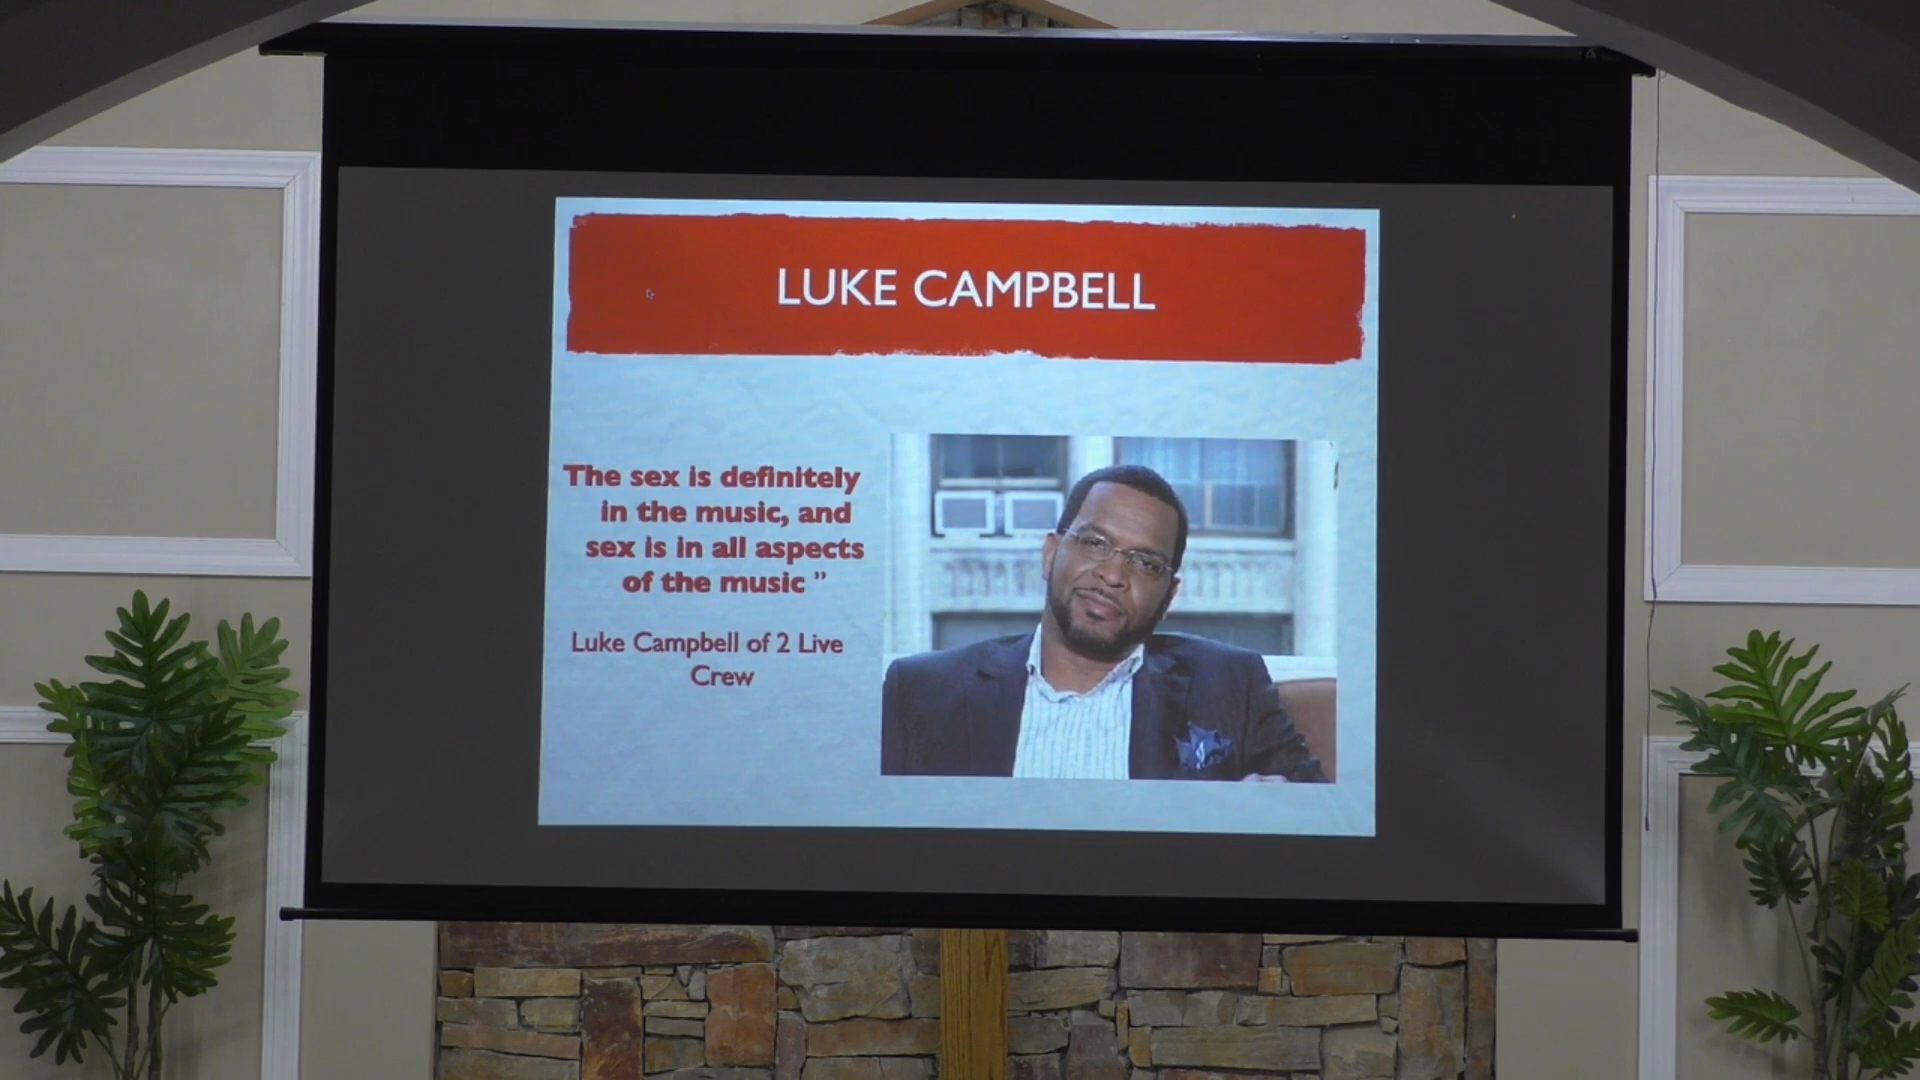 LUKE CAMPBELL
The sex is definitely
in the music, and
sex is in all aspects
of the music ”
Luke Campbell of 2 Live
Crew